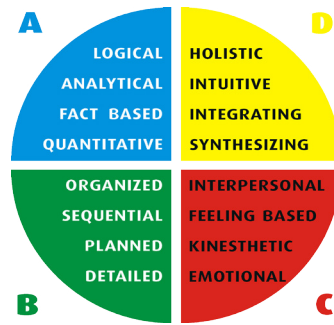 A
LOGICAL
ANALYTICAL
FACT BASED
QUANTITATIVE
D
HOLISTIC
INTUITIVE
INTEGRATING
SYNTHESIZING
B
ORGANIZED
SEQUENTIAL
PLANNED
DETAILED
C
INTERPERSONAL
FEELING BASED
KINESTHETIC
EMOTIONAL